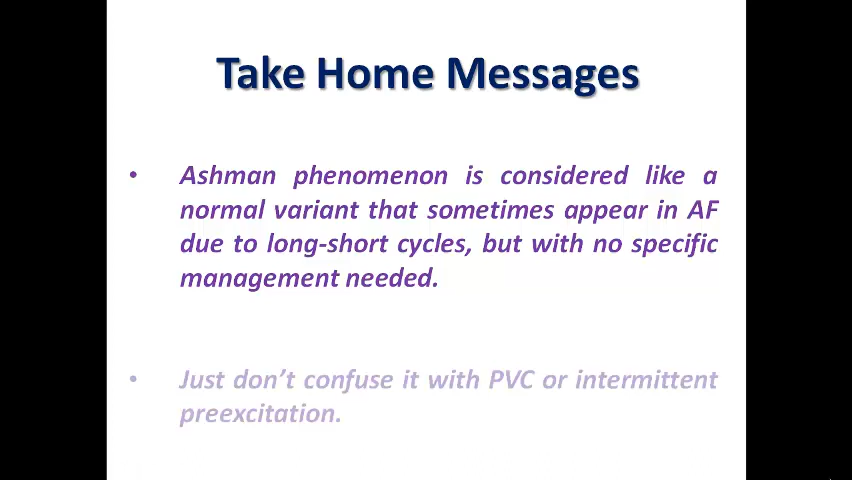 Take Home Messages
• Ashman phenomenon is considered like a
normal variant that sometimes appear in AF
due to long-short cycles, but with no specific
management needed.
• Just don’t confuse it with PVC or intermittent
preexcitation.